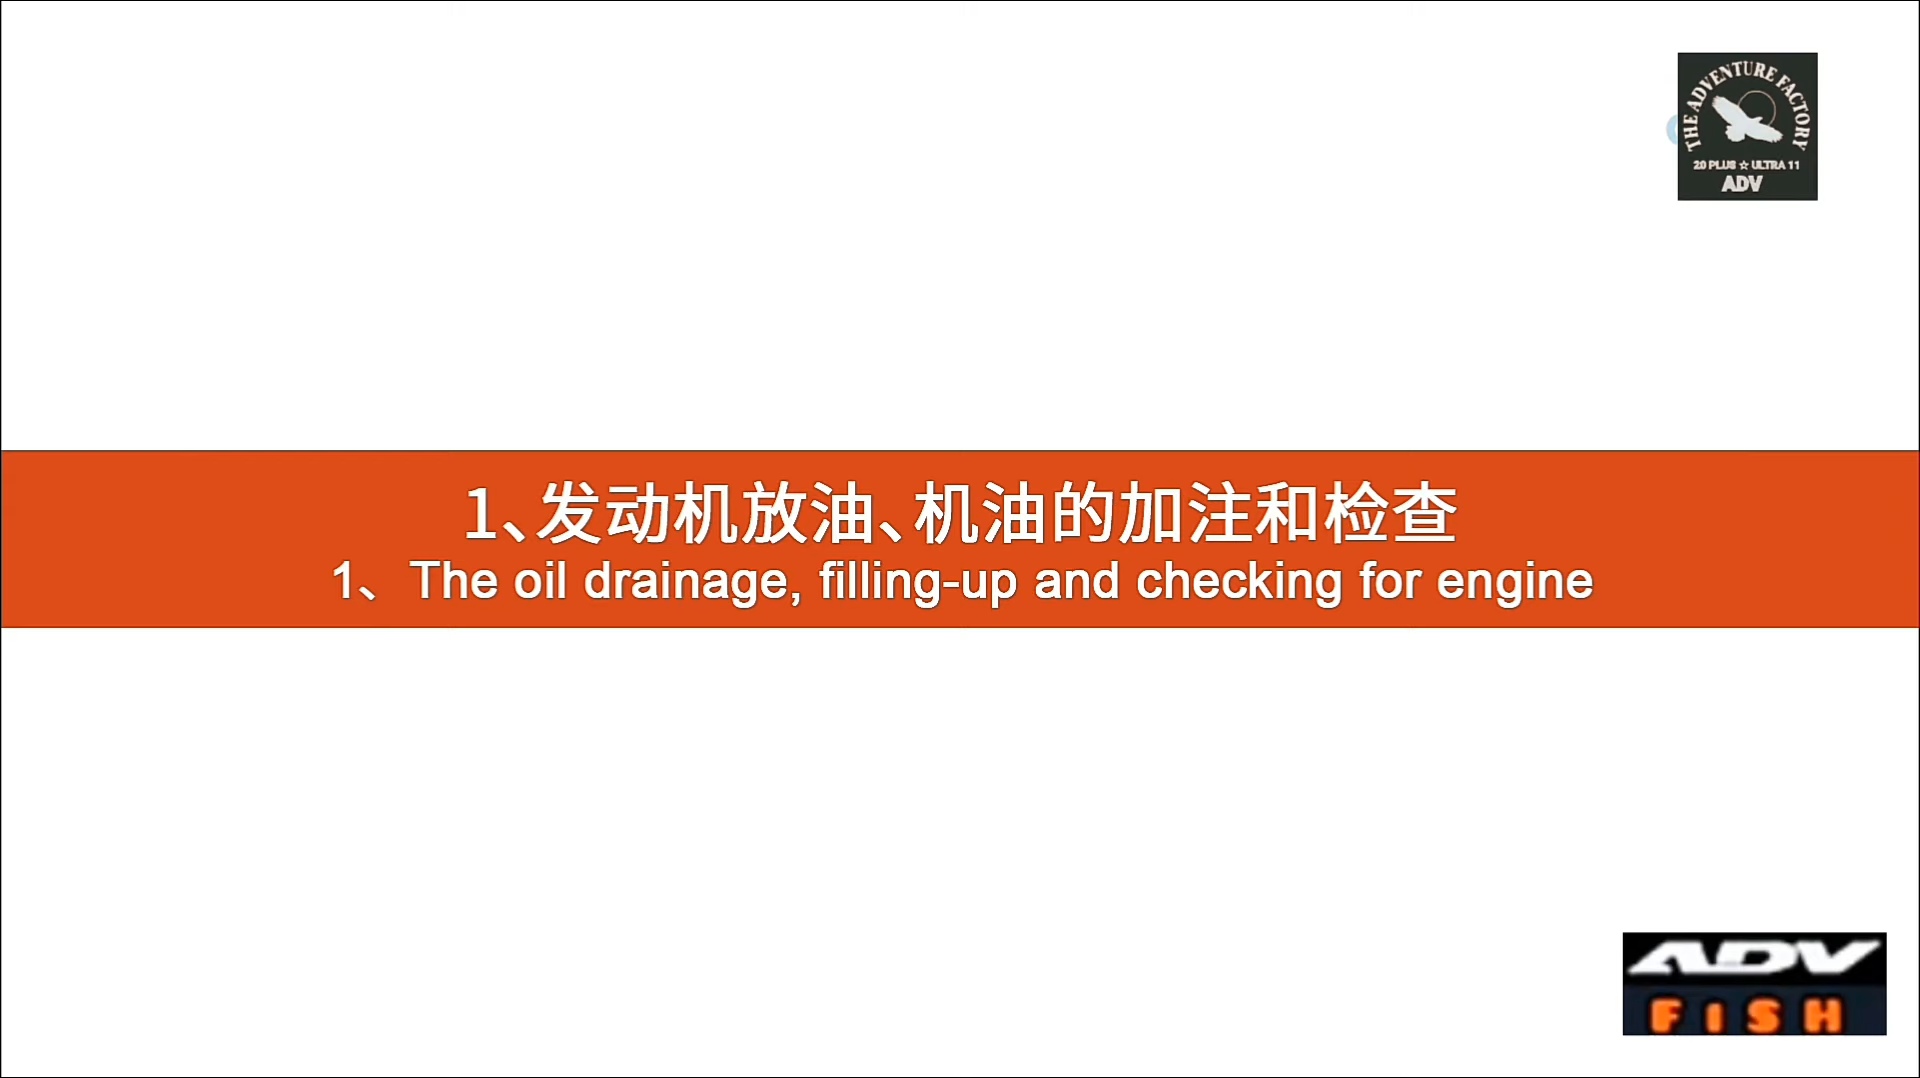 THE ADVENTURE FACTORY
20 PLUS ☆ ULTRA 11
ADV
1、发动机放油、机油的加注和检查
1、 The oil drainage, filling-up and checking for engine
ADV
FISH